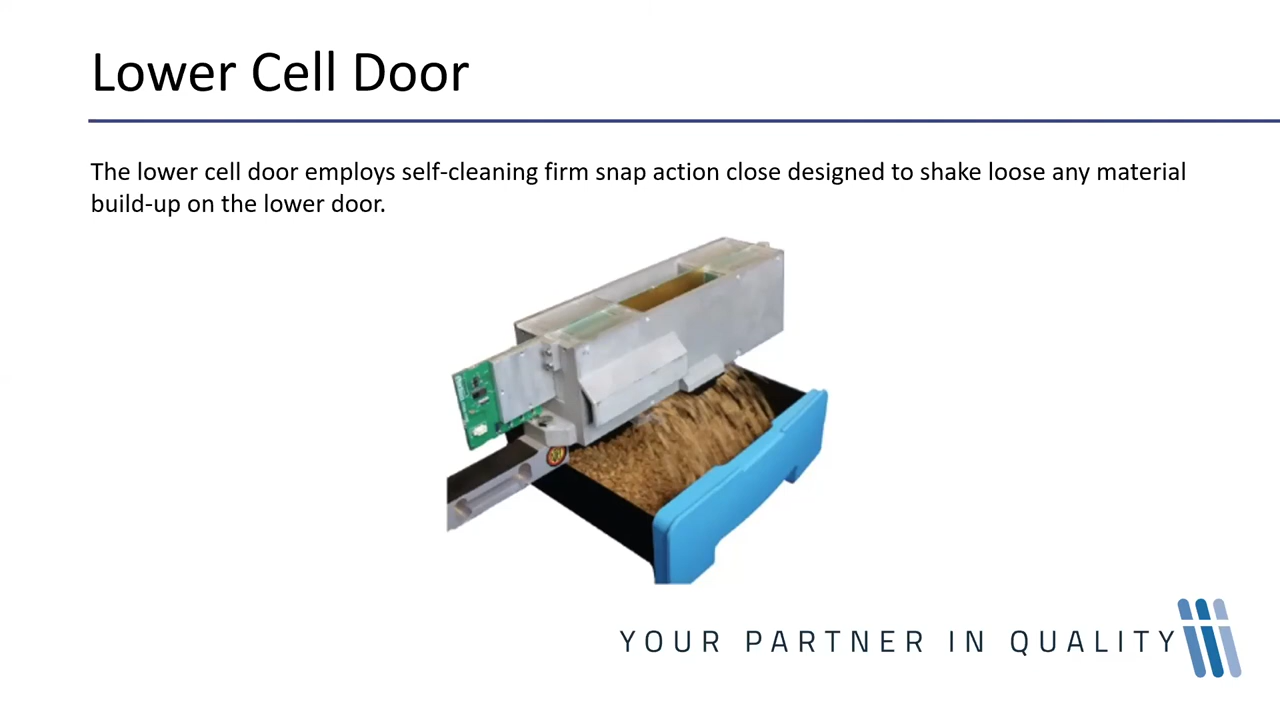 Lower Cell Door
The lower cell door employs self-cleaning firm snap action close designed to shake loose any material
build-up on the lower door.
YOUR PARTNER IN QUALITY